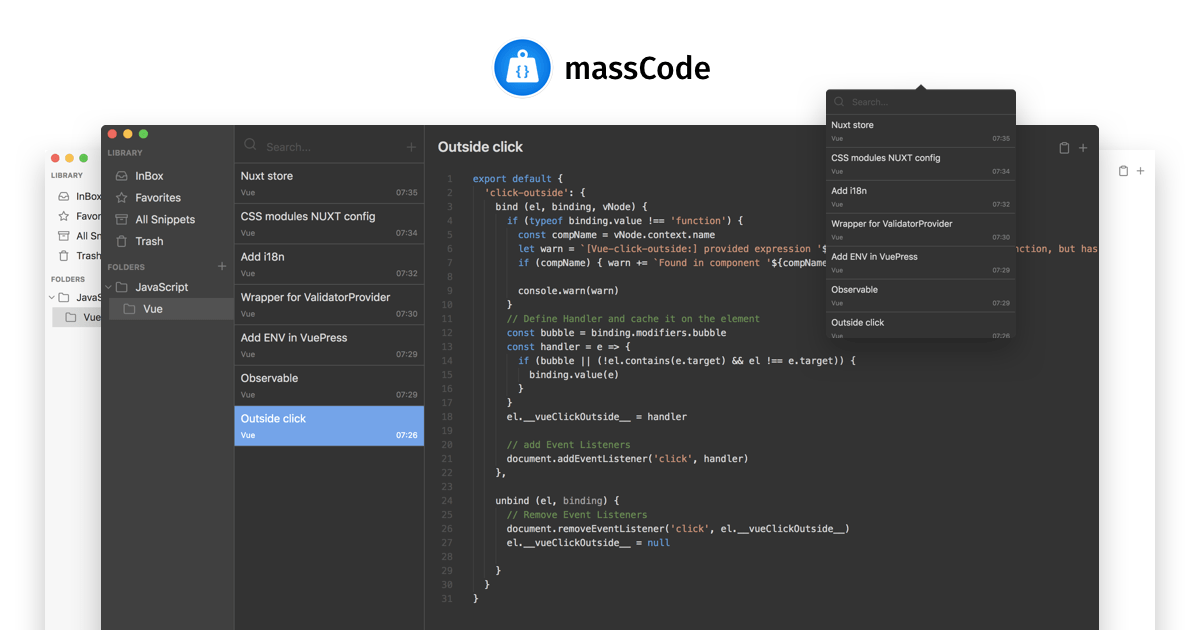 massCode
LIBRARY
InBox
Favor
All Sn
Trash
FOLDERS
JavaS
Vue
LIBRARY
InBox
Favorites
All Snippets
Trash
FOLDERS
JavaScript
Vue
Search...
Nuxt store
Vue 07:35
CSS modules NUXT config
Vue 07:34
Add i18n
Vue 07:32
Wrapper for ValidatorProvider
Vue 07:30
Add ENV in VuePress
Vue 07:29
Observable
Vue 07:29
Outside click
Vue 07:26
Outside click
1 export default {
2 'click-outside': {
3 bind (el, binding, vNode) {
4 if (typeof binding.value !== 'function') {
5 const compName = vNode.context.name
6 let warn = `[Vue-click-outside:] provided expression '$ nction, but has
7 if (compName) { warn += `Found in component '${compName
8
9 console.warn(warn)
10 }
11 // Define Handler and cache it on the element
12 const bubble = binding.modifiers.bubble
13 const handler = e => {
14 if (bubble || (!el.contains(e.target) && el !== e.target)) {
15 binding.value(e)
16 }
17 }
18 el.__vueClickOutside__ = handler
19
20 // add Event Listeners
21 document.addEventListener('click', handler)
22 },
23
24 unbind (el, binding) {
25 // Remove Event Listeners
26 document.removeEventListener('click', el.__vueClickOutside__)
27 el.__vueClickOutside__ = null
28
29 }
30 }
31 }
Search...
Nuxt store
Vue 07:35
CSS modules NUXT config
Vue 07:34
Add i18n
Vue 07:32
Wrapper for ValidatorProvider
Vue 07:30
Add ENV in VuePress
Vue 07:29
Observable
Vue 07:29
Outside click
Vue 07:26